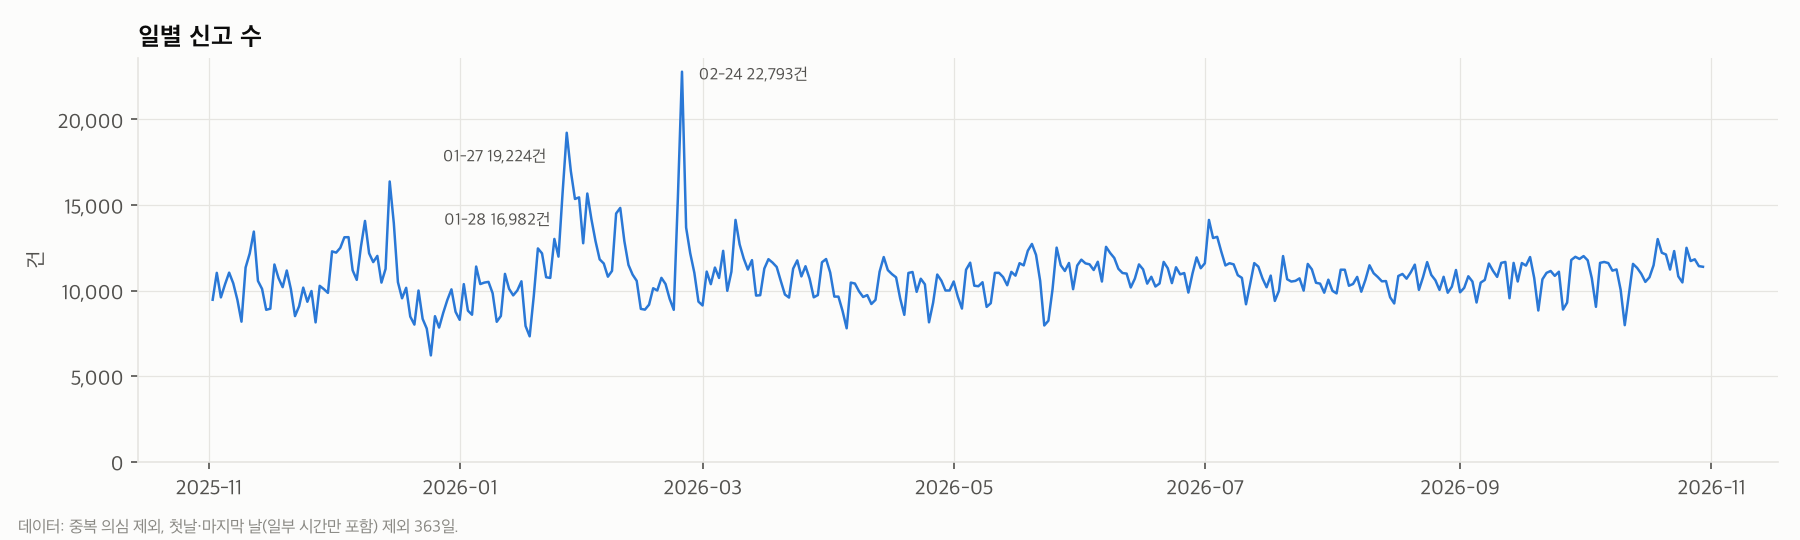 일별 신고 수
02-24 22,793건
01-27 19,224건
01-28 16,982건
건
20,000
15,000
10,000
5,000
0
2025-11
2026-01
2026-03
2026-05
2026-07
2026-09
2026-11
데이터: 중복 의심 제외, 첫날·마지막 날(일부 시간만 포함) 제외 363일.